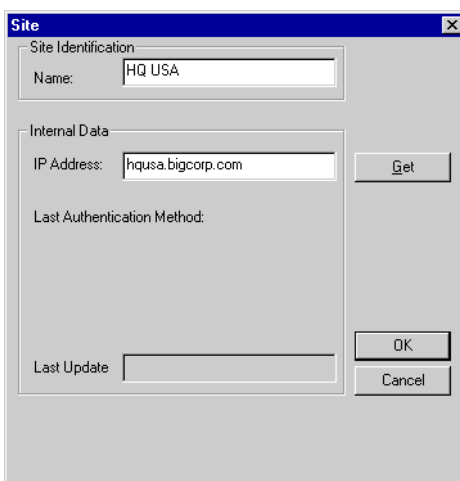 Site
Site Identification
Name: HQ USA
Internal Data
IP Address: hqusa.bigcorp.com
Get
Last Authentication Method:
OK
Last Update
Cancel